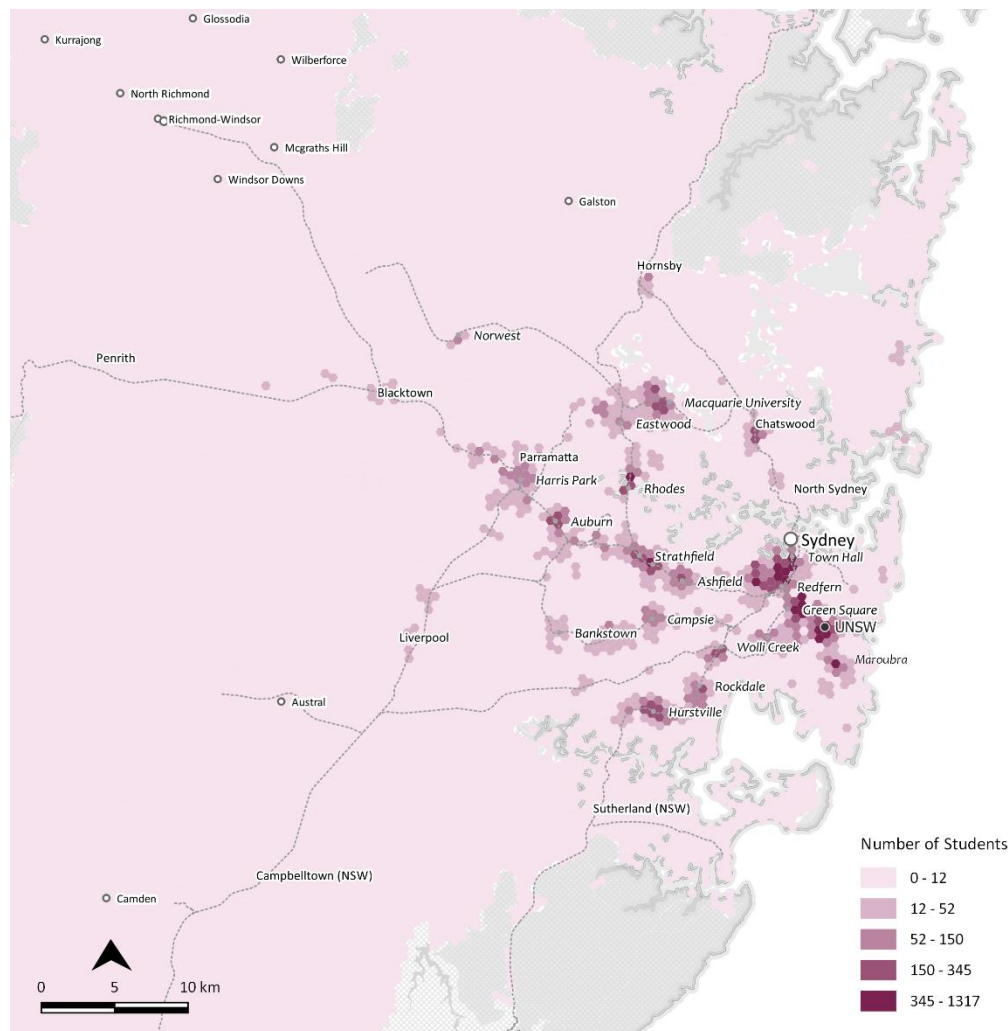 Glossodia
Kurrajong
Wilberforce
North Richmond
Richmond-Windsor
Mcgraths Hill
Windsor Downs
Galston
Hornsby
Norwest
Penrith
Blacktown
Macquarie University
Eastwood
Chatswood
Parramatta
Harris Park
Rhodes
North Sydney
Auburn
Sydney
Town Hall
Strathfield
Ashfield
Redfern
Green Square
Campsie
UNSW
Bankstown
Liverpool
Wolli Creek
Maroubra
Rockdale
Austral
Hurstville
Sutherland (NSW)
Campbelltown (NSW)
Camden
Number of Students
0 - 12
12 - 52
52 - 150
150 - 345
345 - 1317
0 5 10 km